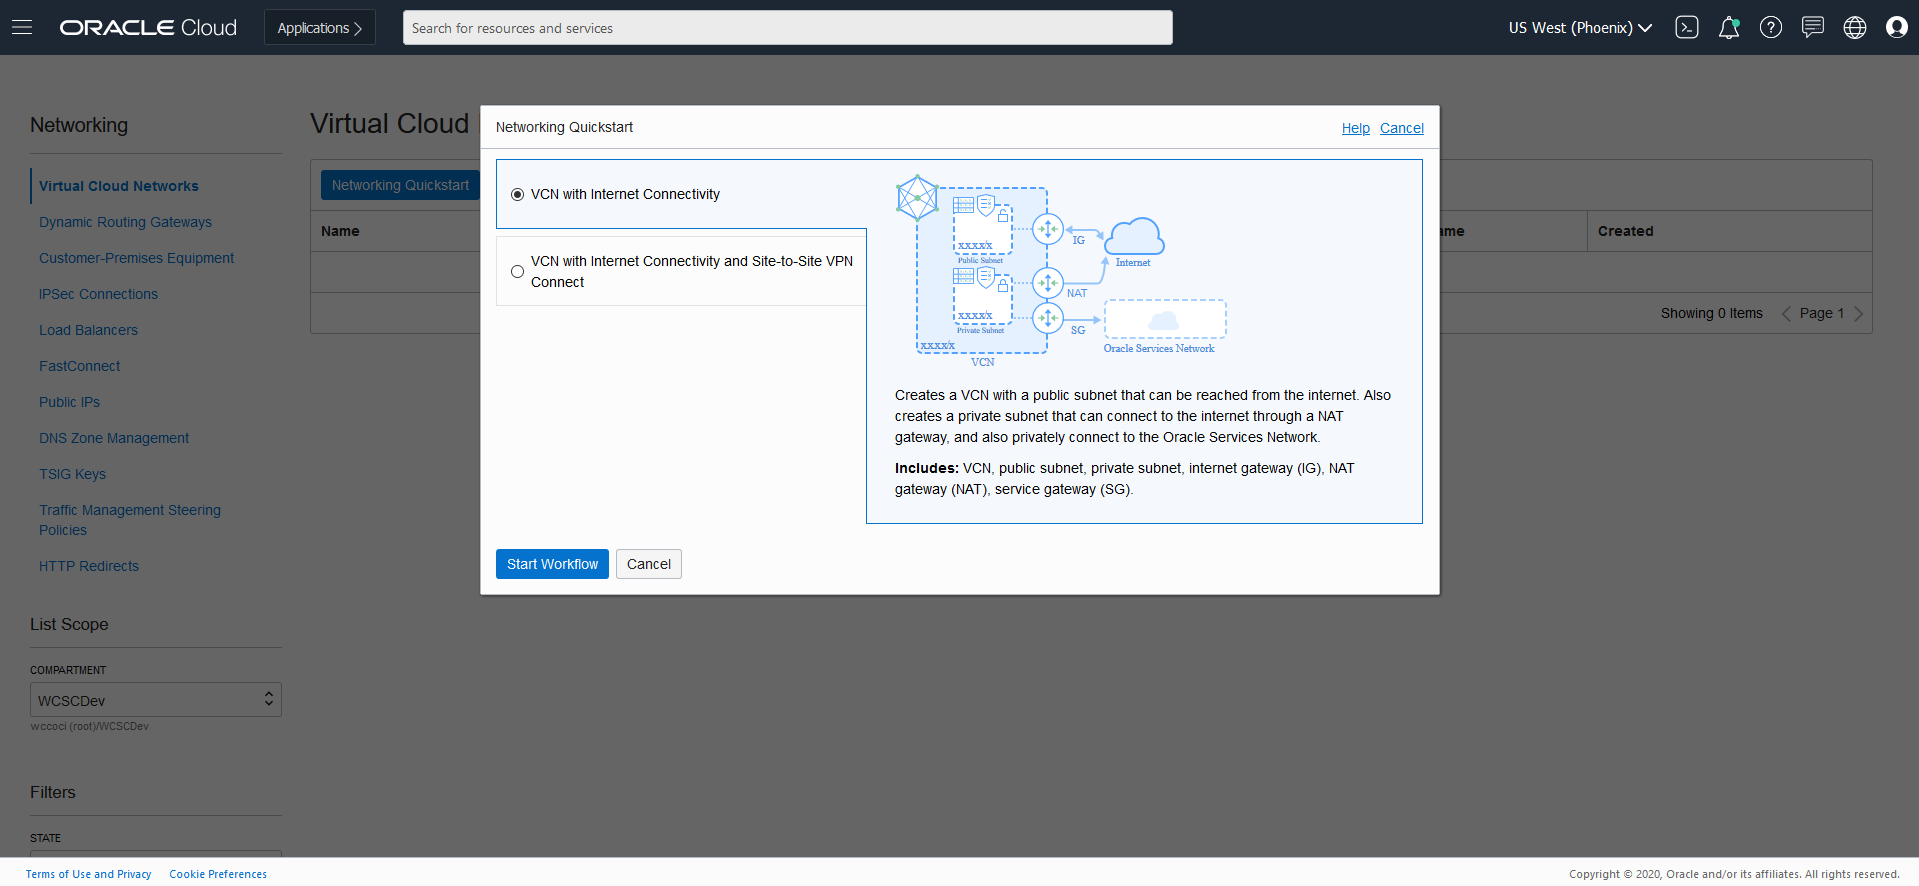 ORACLE Cloud
Applications
Search for resources and services
US West (Phoenix)
Networking
Virtual Cloud Networks
Dynamic Routing Gateways
Customer-Premises Equipment
IPSec Connections
Load Balancers
FastConnect
Public IPs
DNS Zone Management
TSIG Keys
Traffic Management Steering
Policies
HTTP Redirects
List Scope
COMPARTMENT
WCSCDev
wccoci (root)/WCSCDev
Filters
STATE
Virtual Cloud
Networking Quickstart
Name
Created
Showing 0 Items
Page 1
Networking Quickstart
Help
Cancel
VCN with Internet Connectivity
VCN with Internet Connectivity and Site-to-Site VPN
Connect
xxxx/x
Public Subnet
xxxx/x
Private Subnet
xxxx/x
VCN
IG
Internet
NAT
SG
Oracle Services Network
Creates a VCN with a public subnet that can be reached from the internet. Also
creates a private subnet that can connect to the internet through a NAT
gateway, and also privately connect to the Oracle Services Network.
Includes: VCN, public subnet, private subnet, internet gateway (IG), NAT
gateway (NAT), service gateway (SG).
Start Workflow
Cancel
Terms of Use and Privacy
Cookie Preferences
Copyright © 2020, Oracle and/or its affiliates. All rights reserved.